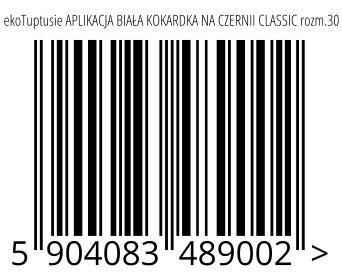 ekoTuptusie APLIKACJA BIAŁA KOKARDKA NA CZERNII CLASSIC rozm.30
5 904083 489002 >